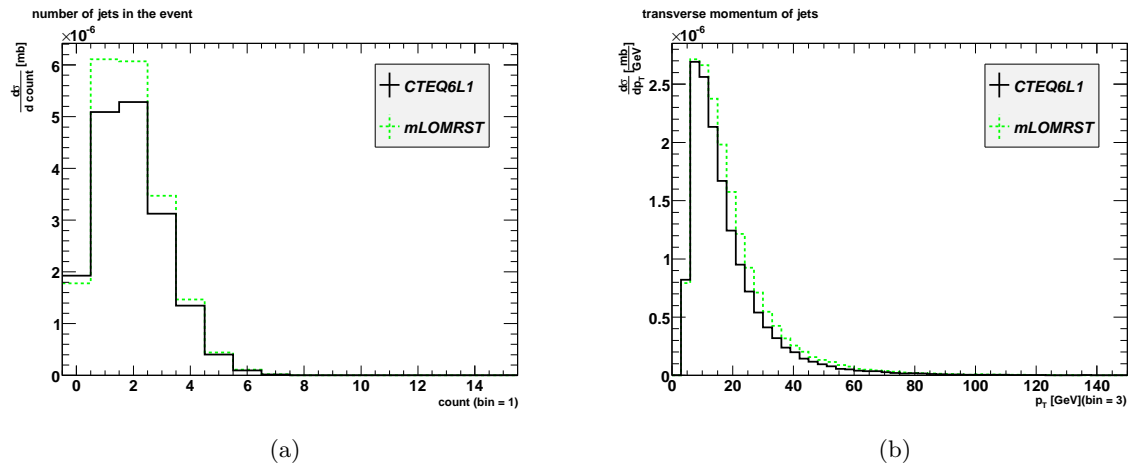 number of jets in the event
×10⁻⁶
dσ
d count [mb]
6
5
4
3
2
1
0
CTEQ6L1
mLOMRST
0 2 4 6 8 10 12 14
count (bin = 1)
(a)
transverse momentum of jets
×10⁻⁶
dσ [mb]
dp_T GeV
2.5
2
1.5
1
0.5
0
CTEQ6L1
mLOMRST
0 20 40 60 80 100 120 140
p_T [GeV](bin = 3)
(b)